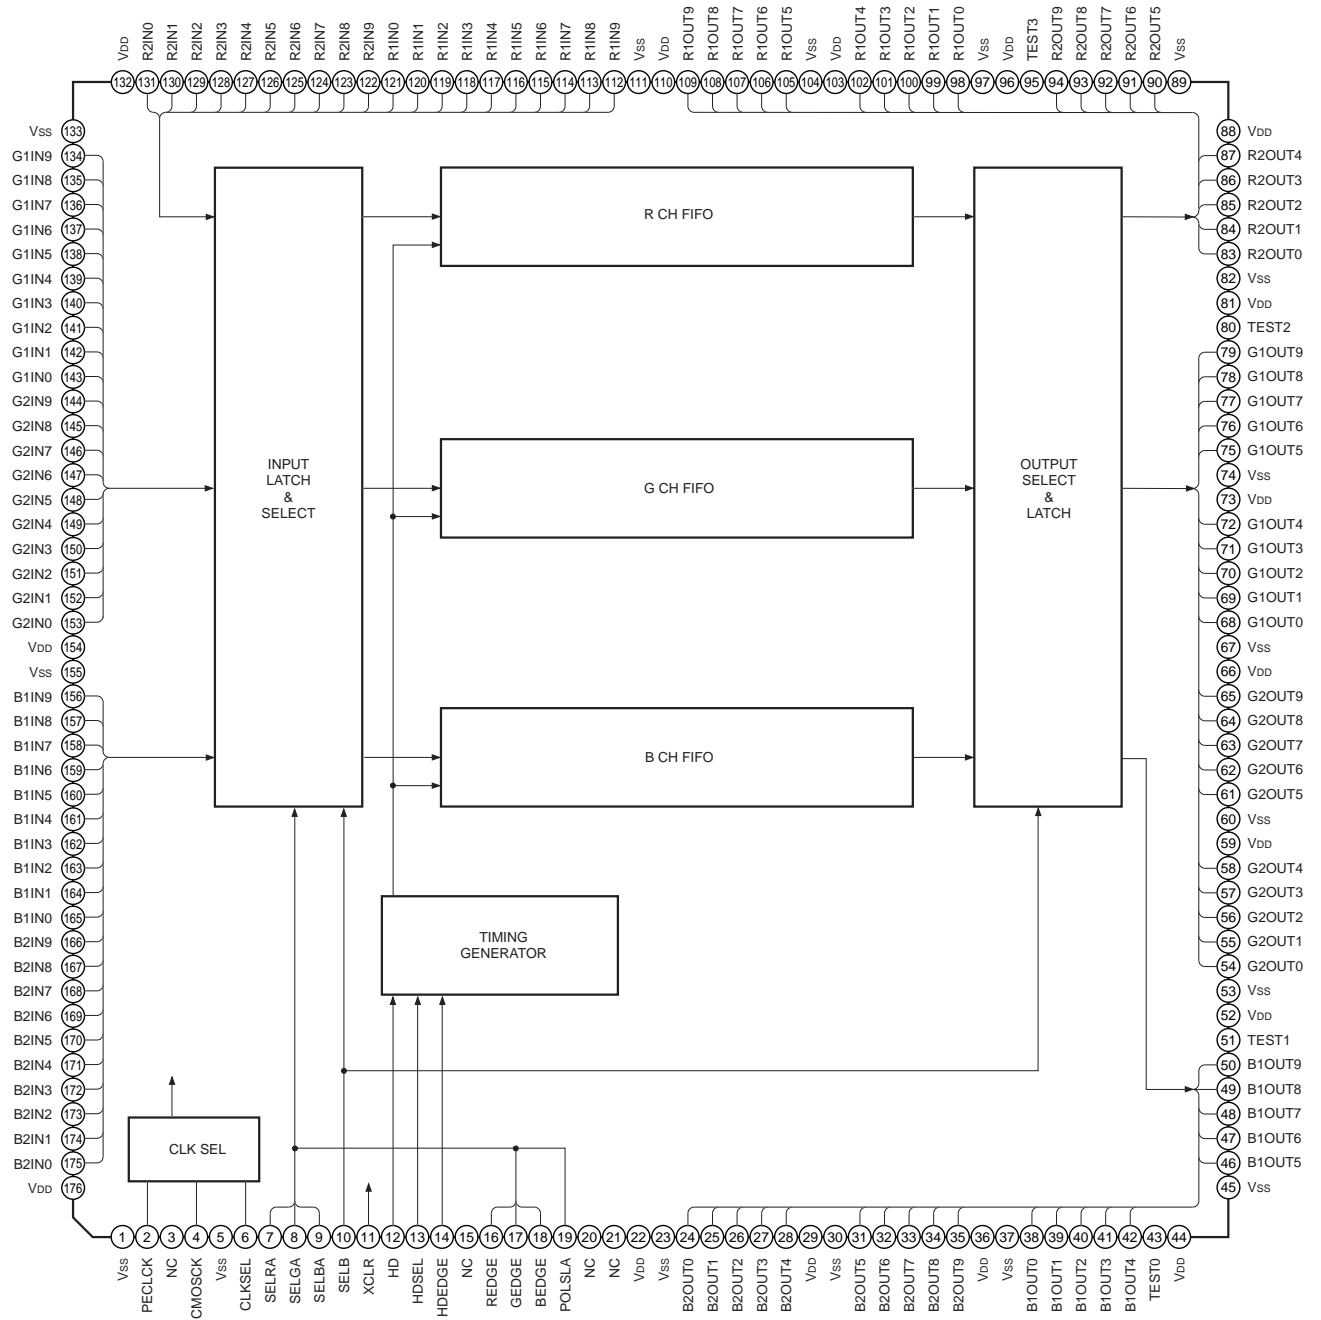 VDD R2IN0 R2IN1 R2IN2 R2IN3 R2IN4 R2IN5 R2IN6 R2IN7 R2IN8 R2IN9 R1IN0 R1IN1 R1IN2 R1IN3 R1IN4 R1IN5 R1IN6 R1IN7 R1IN8 R1IN9 VSS VDD R1OUT9 R1OUT8 R1OUT7 R1OUT6 R1OUT5 VSS VDD R1OUT4 R1OUT3 R1OUT2 R1OUT1 R1OUT0 VSS VDD TEST3 R2OUT9 R2OUT8 R2OUT7 R2OUT6 R2OUT5 VSS
132 131 130 129 128 127 126 125 124 123 122 121 120 119 118 117 116 115 114 113 112 111 110 109 108 107 106 105 104 103 102 101 100 99 98 97 96 95 94 93 92 91 90 89
VSS 133
G1IN9 134
G1IN8 135
G1IN7 136
G1IN6 137
G1IN5 138
G1IN4 139
G1IN3 140
G1IN2 141
G1IN1 142
G1IN0 143
G2IN9 144
G2IN8 145
G2IN7 146
G2IN6 147
G2IN5 148
G2IN4 149
G2IN3 150
G2IN2 151
G2IN1 152
G2IN0 153
VDD 154
VSS 155
B1IN9 156
B1IN8 157
B1IN7 158
B1IN6 159
B1IN5 160
B1IN4 161
B1IN3 162
B1IN2 163
B1IN1 164
B1IN0 165
B2IN9 166
B2IN8 167
B2IN7 168
B2IN6 169
B2IN5 170
B2IN4 171
B2IN3 172
B2IN2 173
B2IN1 174
B2IN0 175
VDD 176
INPUT
LATCH
&
SELECT
R CH FIFO
G CH FIFO
B CH FIFO
TIMING
GENERATOR
CLK SEL
OUTPUT
SELECT
&
LATCH
88 VDD
87 R2OUT4
86 R2OUT3
85 R2OUT2
84 R2OUT1
83 R2OUT0
82 VSS
81 VDD
80 TEST2
79 G1OUT9
78 G1OUT8
77 G1OUT7
76 G1OUT6
75 G1OUT5
74 VSS
73 VDD
72 G1OUT4
71 G1OUT3
70 G1OUT2
69 G1OUT1
68 G1OUT0
67 VSS
66 VDD
65 G2OUT9
64 G2OUT8
63 G2OUT7
62 G2OUT6
61 G2OUT5
60 VSS
59 VDD
58 G2OUT4
57 G2OUT3
56 G2OUT2
55 G2OUT1
54 G2OUT0
53 VSS
52 VDD
51 TEST1
50 B1OUT9
49 B1OUT8
48 B1OUT7
47 B1OUT6
46 B1OUT5
45 VSS
1 2 3 4 5 6 7 8 9 10 11 12 13 14 15 16 17 18 19 20 21 22 23 24 25 26 27 28 29 30 31 32 33 34 35 36 37 38 39 40 41 42 43 44
VSS PECLCK NC CMOSCK VSS CLKSEL SELRA SELGA SELBA SELB XCLR HD HDSEL HDEDGE NC REDGE GEDGE BEDGE POLSLA NC NC VDD VSS B2OUT0 B2OUT1 B2OUT2 B2OUT3 B2OUT4 VDD VSS B2OUT5 B2OUT6 B2OUT7 B2OUT8 B2OUT9 VDD VSS B1OUT0 B1OUT1 B1OUT2 B1OUT3 B1OUT4 TEST0 VDD